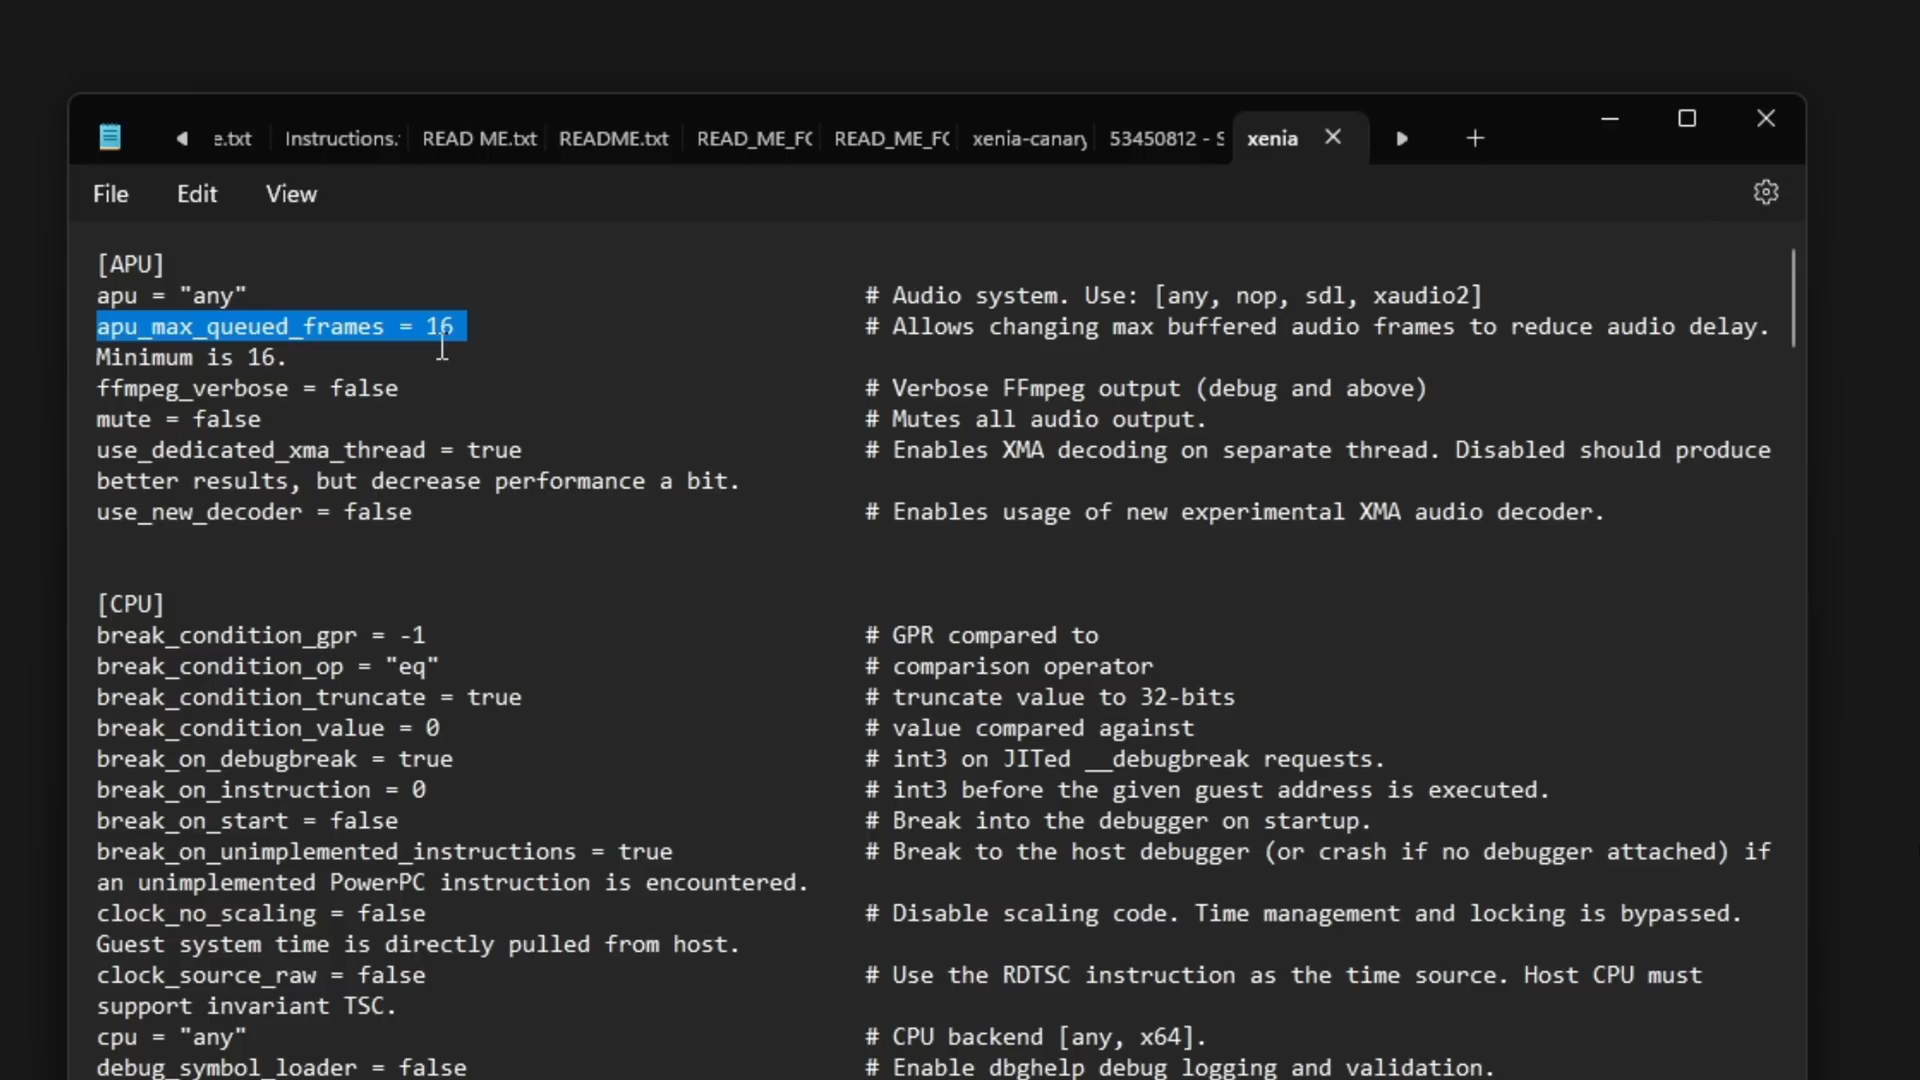 e.txt Instructions. READ ME.txt README.txt READ_ME_FC READ_ME_FC xenia-canary 53450812 - S xenia
File Edit View
[APU]
apu = "any" # Audio system. Use: [any, nop, sdl, xaudio2]
apu_max_queued_frames = 16 # Allows changing max buffered audio frames to reduce audio delay.
Minimum is 16.
ffmpeg_verbose = false # Verbose FFmpeg output (debug and above)
mute = false # Mutes all audio output.
use_dedicated_xma_thread = true # Enables XMA decoding on separate thread. Disabled should produce
better results, but decrease performance a bit.
use_new_decoder = false # Enables usage of new experimental XMA audio decoder.
[CPU]
break_condition_gpr = -1 # GPR compared to
break_condition_op = "eq" # comparison operator
break_condition_truncate = true # truncate value to 32-bits
break_condition_value = 0 # value compared against
break_on_debugbreak = true # int3 on JITed __debugbreak requests.
break_on_instruction = 0 # int3 before the given guest address is executed.
break_on_start = false # Break into the debugger on startup.
break_on_unimplemented_instructions = true # Break to the host debugger (or crash if no debugger attached) if
an unimplemented PowerPC instruction is encountered.
clock_no_scaling = false # Disable scaling code. Time management and locking is bypassed.
Guest system time is directly pulled from host.
clock_source_raw = false # Use the RDTSC instruction as the time source. Host CPU must
support invariant TSC.
cpu = "any" # CPU backend [any, x64].
debug_symbol_loader = false # Enable dbghelp debug logging and validation.